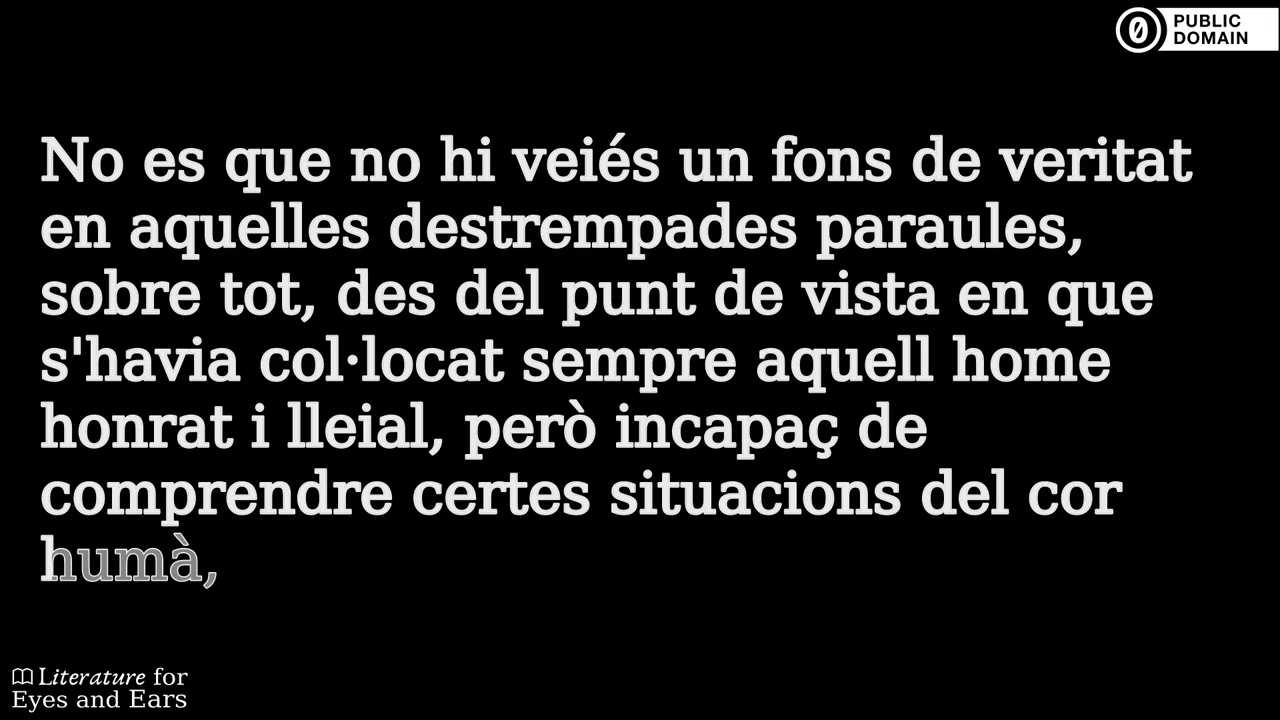 PUBLIC
DOMAIN
No es que no hi veiés un fons de veritat
en aquelles destrempades paraules,
sobre tot, des del punt de vista en que
s'havia col·locat sempre aquell home
honrat i lleial, però incapaç de
comprendre certes situacions del cor
humà,
Literature for
Eyes and Ears